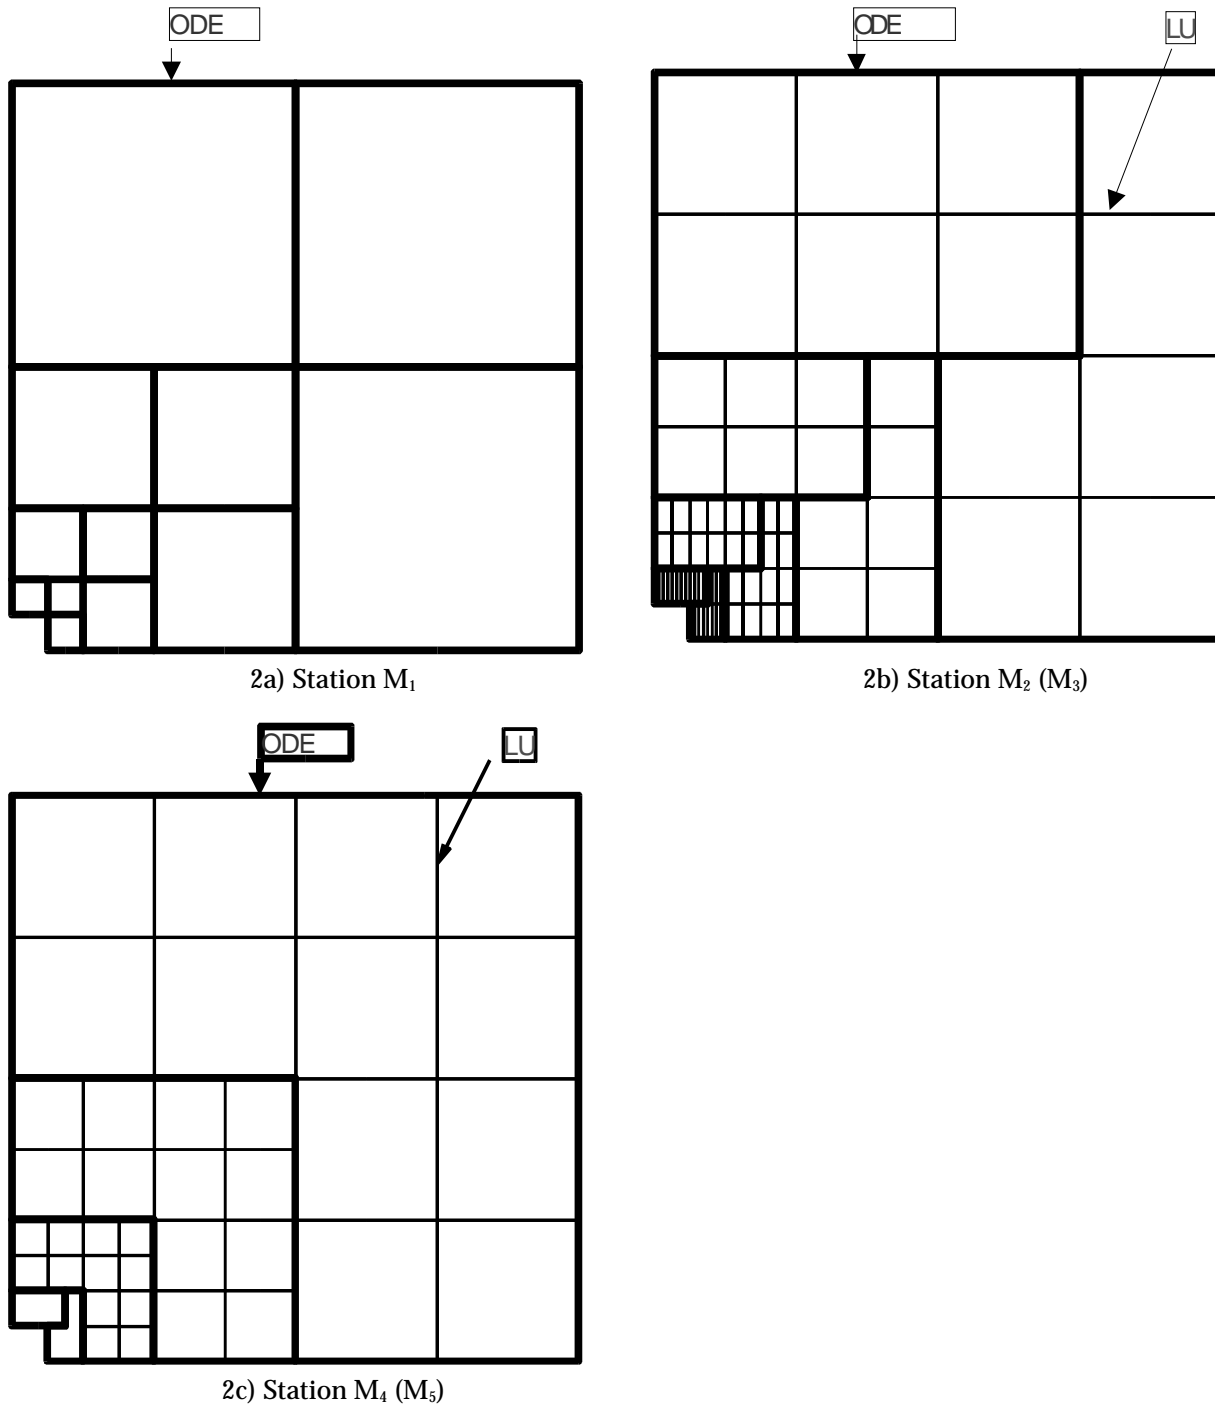 ODE
ODE
LU
2a) Station M₁
2b) Station M₂ (M₃)
ODE
LU
2c) Station M₄ (M₅)